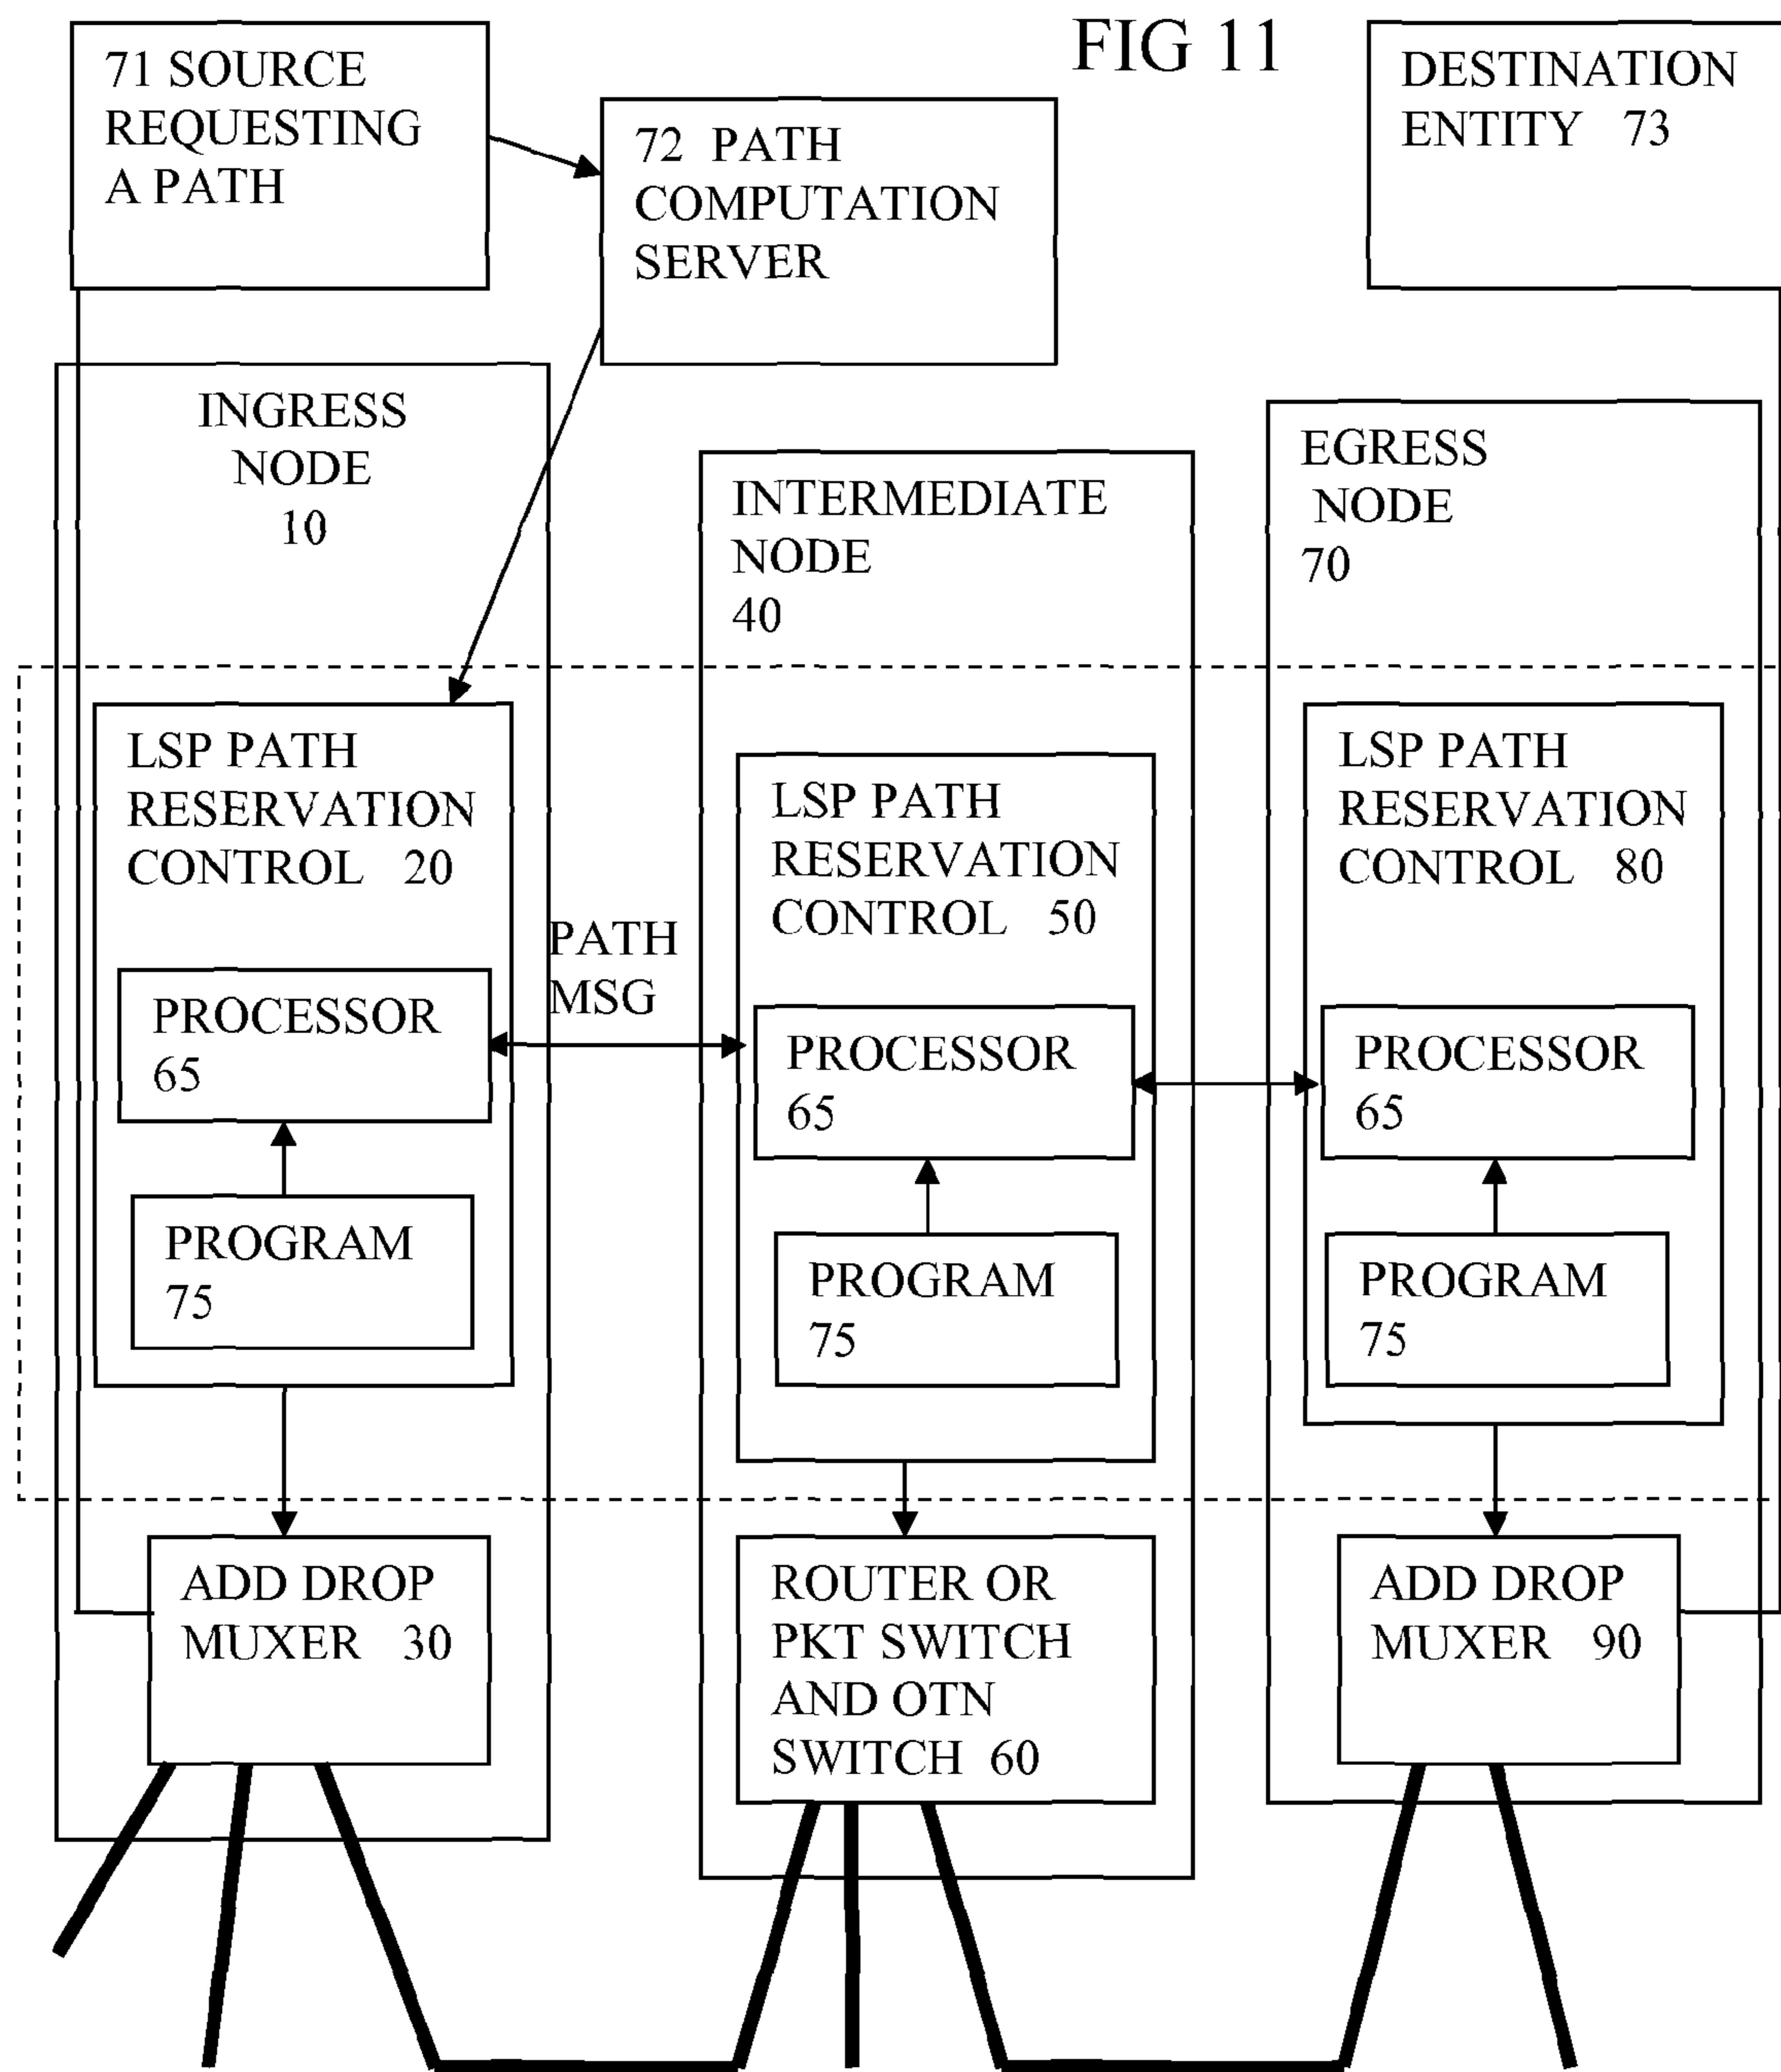 FIG 11
71 SOURCE
REQUESTING
A PATH
72 PATH
COMPUTATION
SERVER
DESTINATION
ENTITY 73
INGRESS
NODE
10
INTERMEDIATE
NODE
40
EGRESS
NODE
70
LSP PATH
RESERVATION
CONTROL 20
PROCESSOR
65
PROGRAM
75
PATH
MSG
LSP PATH
RESERVATION
CONTROL 50
PROCESSOR
65
PROGRAM
75
LSP PATH
RESERVATION
CONTROL 80
PROCESSOR
65
PROGRAM
75
ADD DROP
MUXER 30
ROUTER OR
PKT SWITCH
AND OTN
SWITCH 60
ADD DROP
MUXER 90